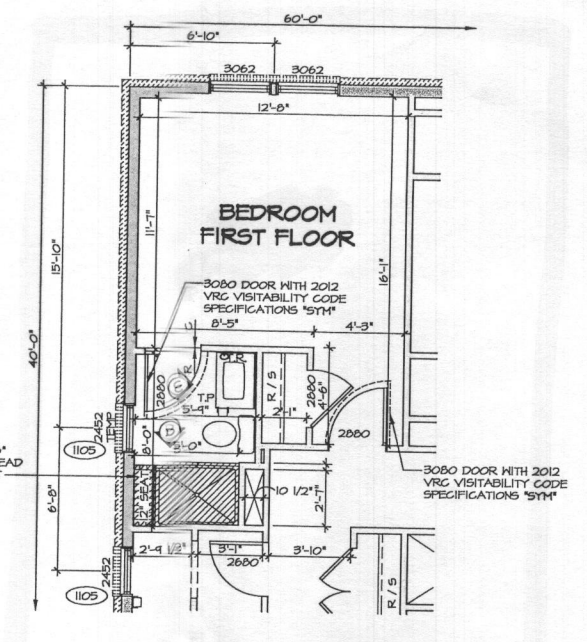 60'-0"
6'-10"
3062 3062
12'-8"
BEDROOM
FIRST FLOOR
11'-7"
15'-10"
16'-1"
40'-0"
3080 DOOR WITH 2012
VRC VISITABILITY CODE
SPECIFICATIONS "SYM"
8'-5"
4'-3"
S
R
2880
T.P
5'-9"
R / S
2'-1"
2880
4'-6"
2880
2452
TEMP
1105
8'-0"
5'-0"
3080 DOOR WITH 2012
VRC VISITABILITY CODE
SPECIFICATIONS "SYM"
EAD
6'-8"
12" SEAT
10 1/2"
2'-7"
2'-9 1/2"
3'-1"
2680
3'-10"
2452
1105
R / S